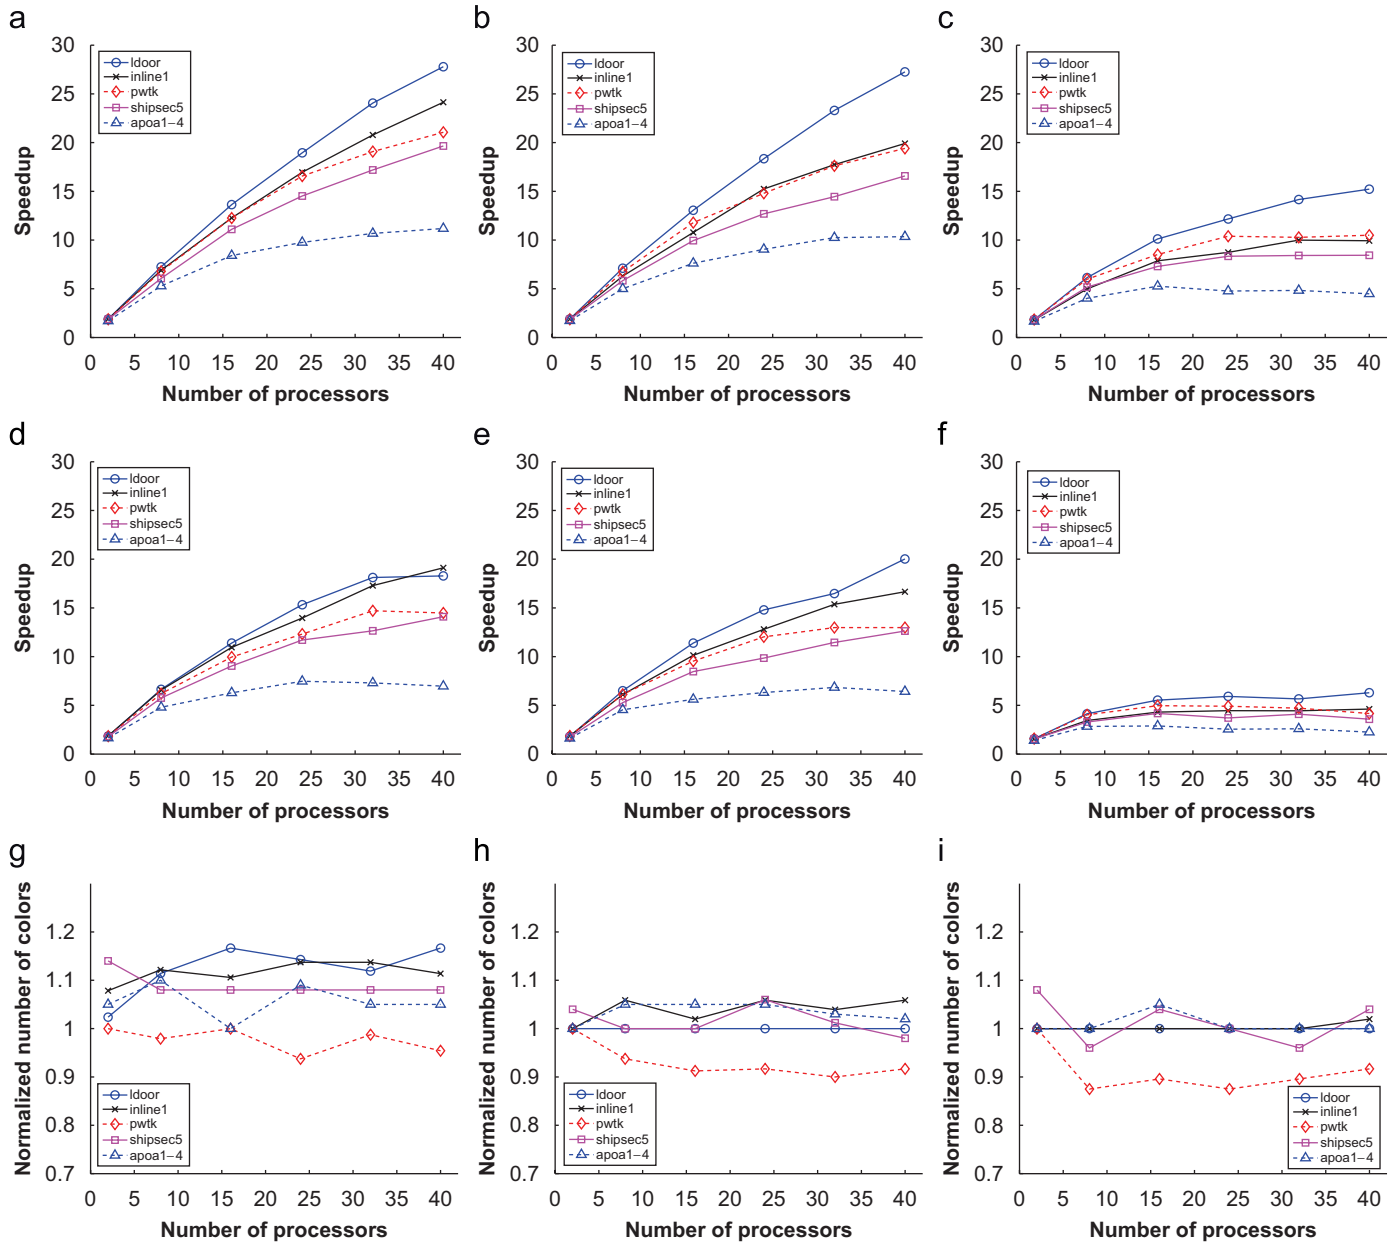 a
30
25
20
15
10
5
0
0 5 10 15 20 25 30 35 40
Speedup
Number of processors
ldoor
inline1
pwtk
shipsec5
apoa1−4
b
30
25
20
15
10
5
0
0 5 10 15 20 25 30 35 40
Speedup
Number of processors
ldoor
inline1
pwtk
shipsec5
apoa1−4
c
30
25
20
15
10
5
0
0 5 10 15 20 25 30 35 40
Speedup
Number of processors
ldoor
inline1
pwtk
shipsec5
apoa1−4
d
30
25
20
15
10
5
0
0 5 10 15 20 25 30 35 40
Speedup
Number of processors
ldoor
inline1
pwtk
shipsec5
apoa1−4
e
30
25
20
15
10
5
0
0 5 10 15 20 25 30 35 40
Speedup
Number of processors
ldoor
inline1
pwtk
shipsec5
apoa1−4
f
30
25
20
15
10
5
0
0 5 10 15 20 25 30 35 40
Speedup
Number of processors
ldoor
inline1
pwtk
shipsec5
apoa1−4
g
1.2
1.1
1
0.9
0.8
0.7
0 5 10 15 20 25 30 35 40
Normalized number of colors
Number of processors
ldoor
inline1
pwtk
shipsec5
apoa1−4
h
1.2
1.1
1
0.9
0.8
0.7
0 5 10 15 20 25 30 35 40
Normalized number of colors
Number of processors
ldoor
inline1
pwtk
shipsec5
apoa1−4
i
1.2
1.1
1
0.9
0.8
0.7
0 5 10 15 20 25 30 35 40
Normalized number of colors
Number of processors
ldoor
inline1
pwtk
shipsec5
apoa1−4